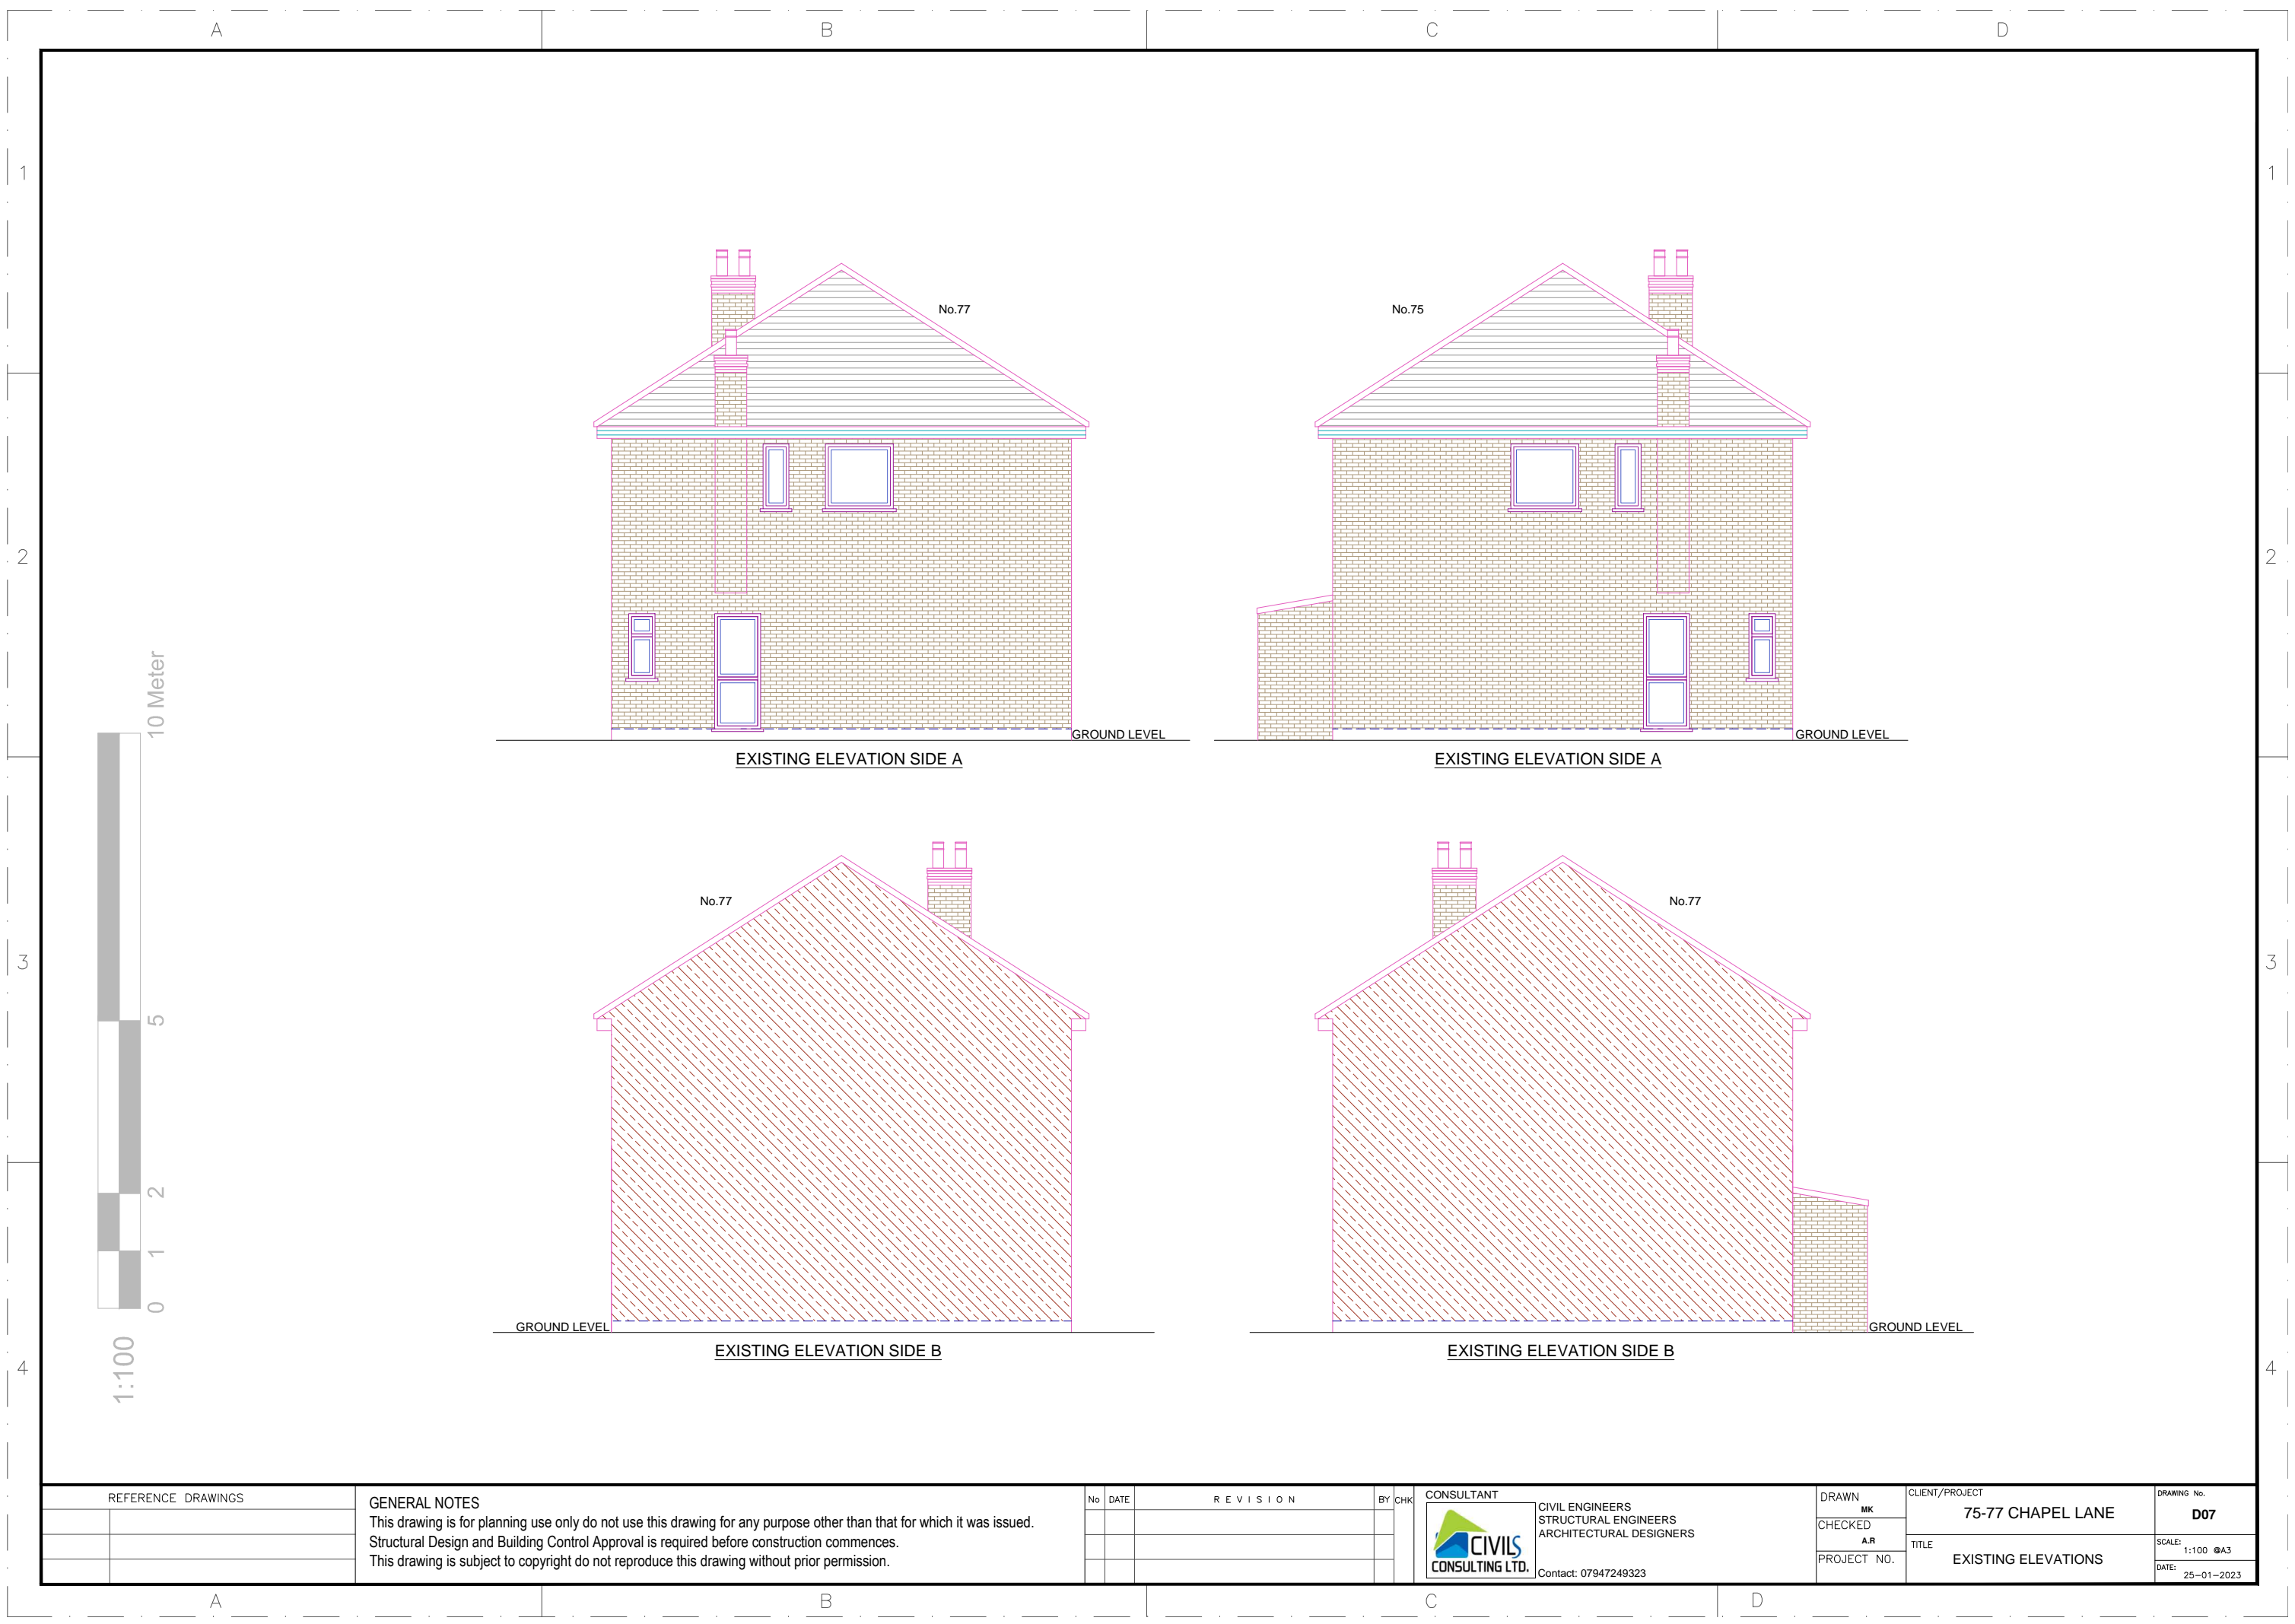 A B C D
1 1
No.77 No.75
2 2
GROUND LEVEL GROUND LEVEL
EXISTING ELEVATION SIDE A EXISTING ELEVATION SIDE A
10 Meter
5
2
1
0
1:100
No.77 No.77
3 3
GROUND LEVEL GROUND LEVEL
EXISTING ELEVATION SIDE B EXISTING ELEVATION SIDE B
4 4
REFERENCE DRAWINGS
GENERAL NOTES
This drawing is for planning use only do not use this drawing for any purpose other than that for which it was issued.
Structural Design and Building Control Approval is required before construction commences.
This drawing is subject to copyright do not reproduce this drawing without prior permission.
No DATE REVISION BY CHK
CONSULTANT
CIVILS
CONSULTING LTD.
CIVIL ENGINEERS
STRUCTURAL ENGINEERS
ARCHITECTURAL DESIGNERS
Contact: 07947249323
DRAWN
MK
CHECKED
A.R
PROJECT NO.
CLIENT/PROJECT
75-77 CHAPEL LANE
TITLE
EXISTING ELEVATIONS
DRAWING No.
D07
SCALE:
1:100 @A3
DATE:
25-01-2023
A B C D